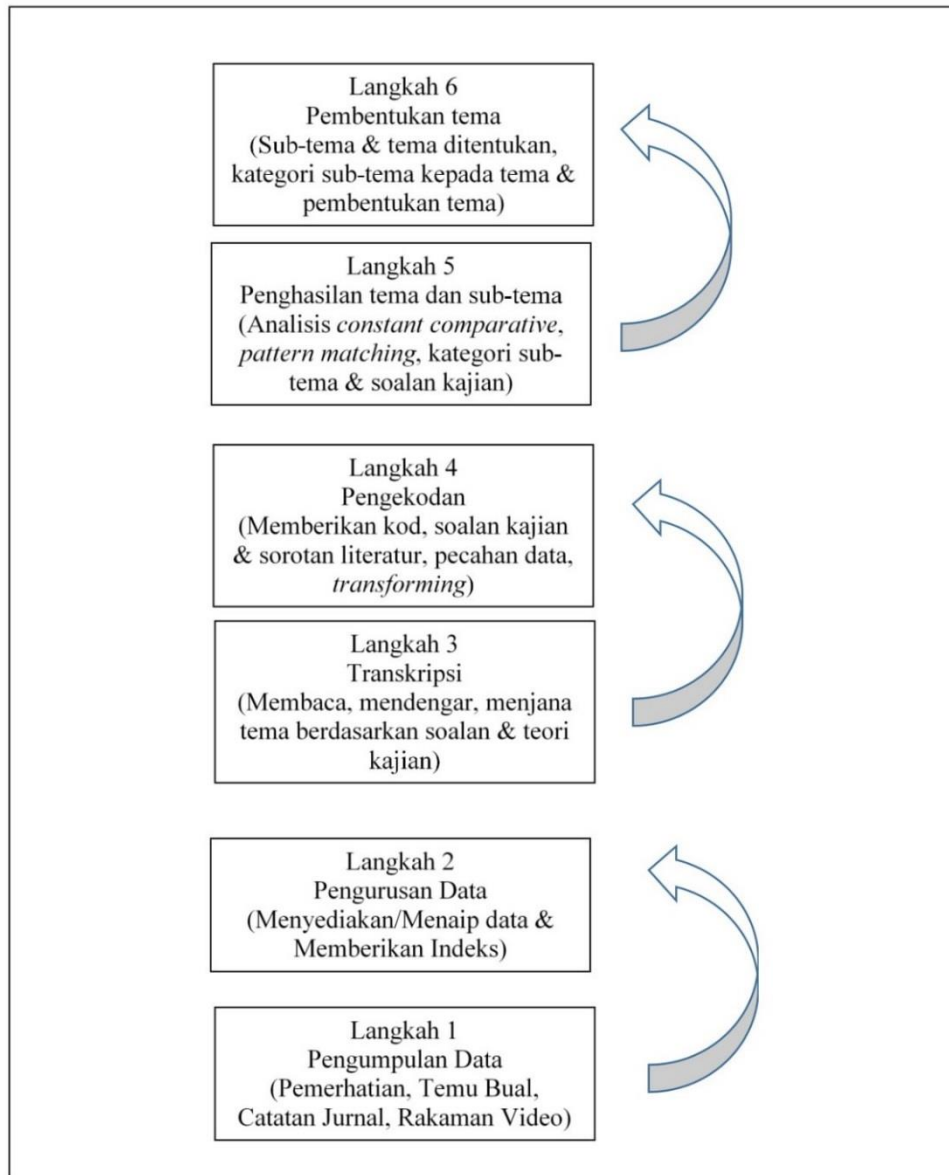 Langkah 6
Pembentukan tema
(Sub-tema & tema ditentukan,
kategori sub-tema kepada tema &
pembentukan tema)
Langkah 5
Penghasilan tema dan sub-tema
(Analisis constant comparative,
pattern matching, kategori sub-
tema & soalan kajian)
Langkah 4
Pengekodan
(Memberikan kod, soalan kajian
& sorotan literatur, pecahan data,
transforming)
Langkah 3
Transkripsi
(Membaca, mendengar, menjana
tema berdasarkan soalan & teori
kajian)
Langkah 2
Pengurusan Data
(Menyediakan/Menaip data &
Memberikan Indeks)
Langkah 1
Pengumpulan Data
(Pemerhatian, Temu Bual,
Catatan Jurnal, Rakaman Video)